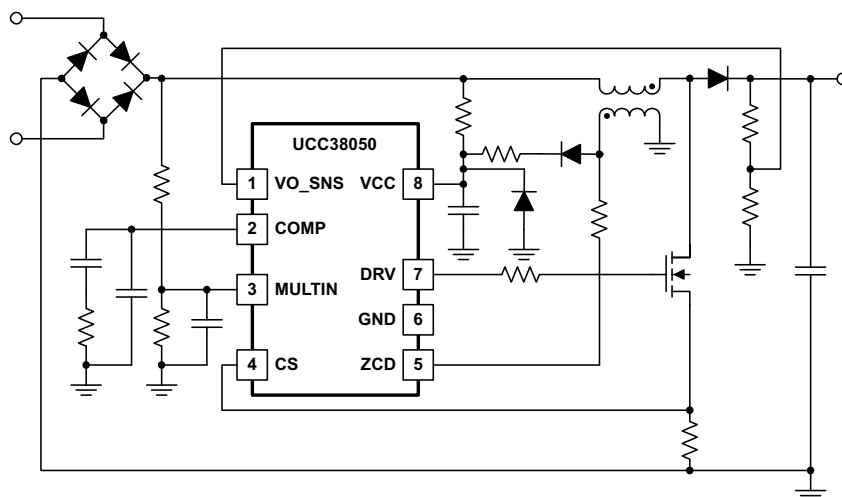 UCC38050
1 VO_SNS VCC 8
2 COMP
DRV 7
3 MULTIN
GND 6
4 CS ZCD 5